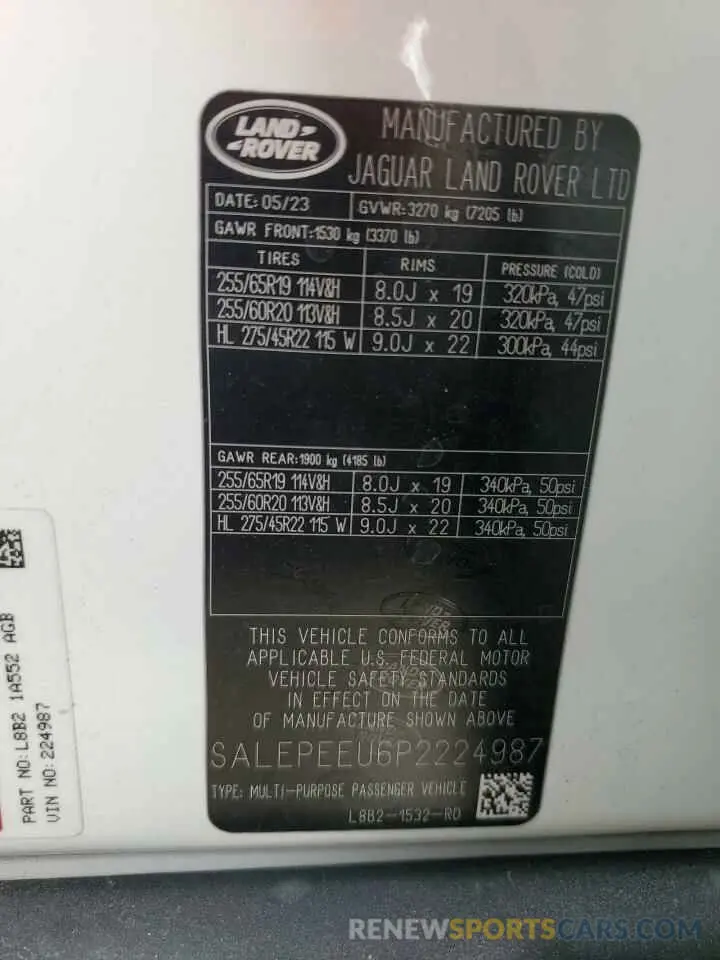 LAND ROVER
MANUFACTURED BY
JAGUAR LAND ROVER LTD
DATE: 05/23 GVWR:3270 kg (7205 lb)
GAWR FRONT:1530 kg (3370 lb)
TIRES RIMS PRESSURE (COLD)
255/65R19 114V&H 8.0J x 19 320kPa, 47psi
255/60R20 113V&H 8.5J x 20 320kPa, 47psi
HL 275/45R22 115 W 9.0J x 22 300kPa, 44psi
GAWR REAR:1900 kg (4185 lb)
255/65R19 114V&H 8.0J x 19 340kPa, 50psi
255/60R20 113V&H 8.5J x 20 340kPa, 50psi
HL 275/45R22 115 W 9.0J x 22 340kPa, 50psi
THIS VEHICLE CONFORMS TO ALL
APPLICABLE U.S. FEDERAL MOTOR
VEHICLE SAFETY STANDARDS
IN EFFECT ON THE DATE
OF MANUFACTURE SHOWN ABOVE
SALEPEEU6P2224987
TYPE: MULTI-PURPOSE PASSENGER VEHICLE
L8B2-1532-RD
PART NO: L8B2 1A552 AGB
VIN NO: 224987
RENEWSPORTSCARS.COM